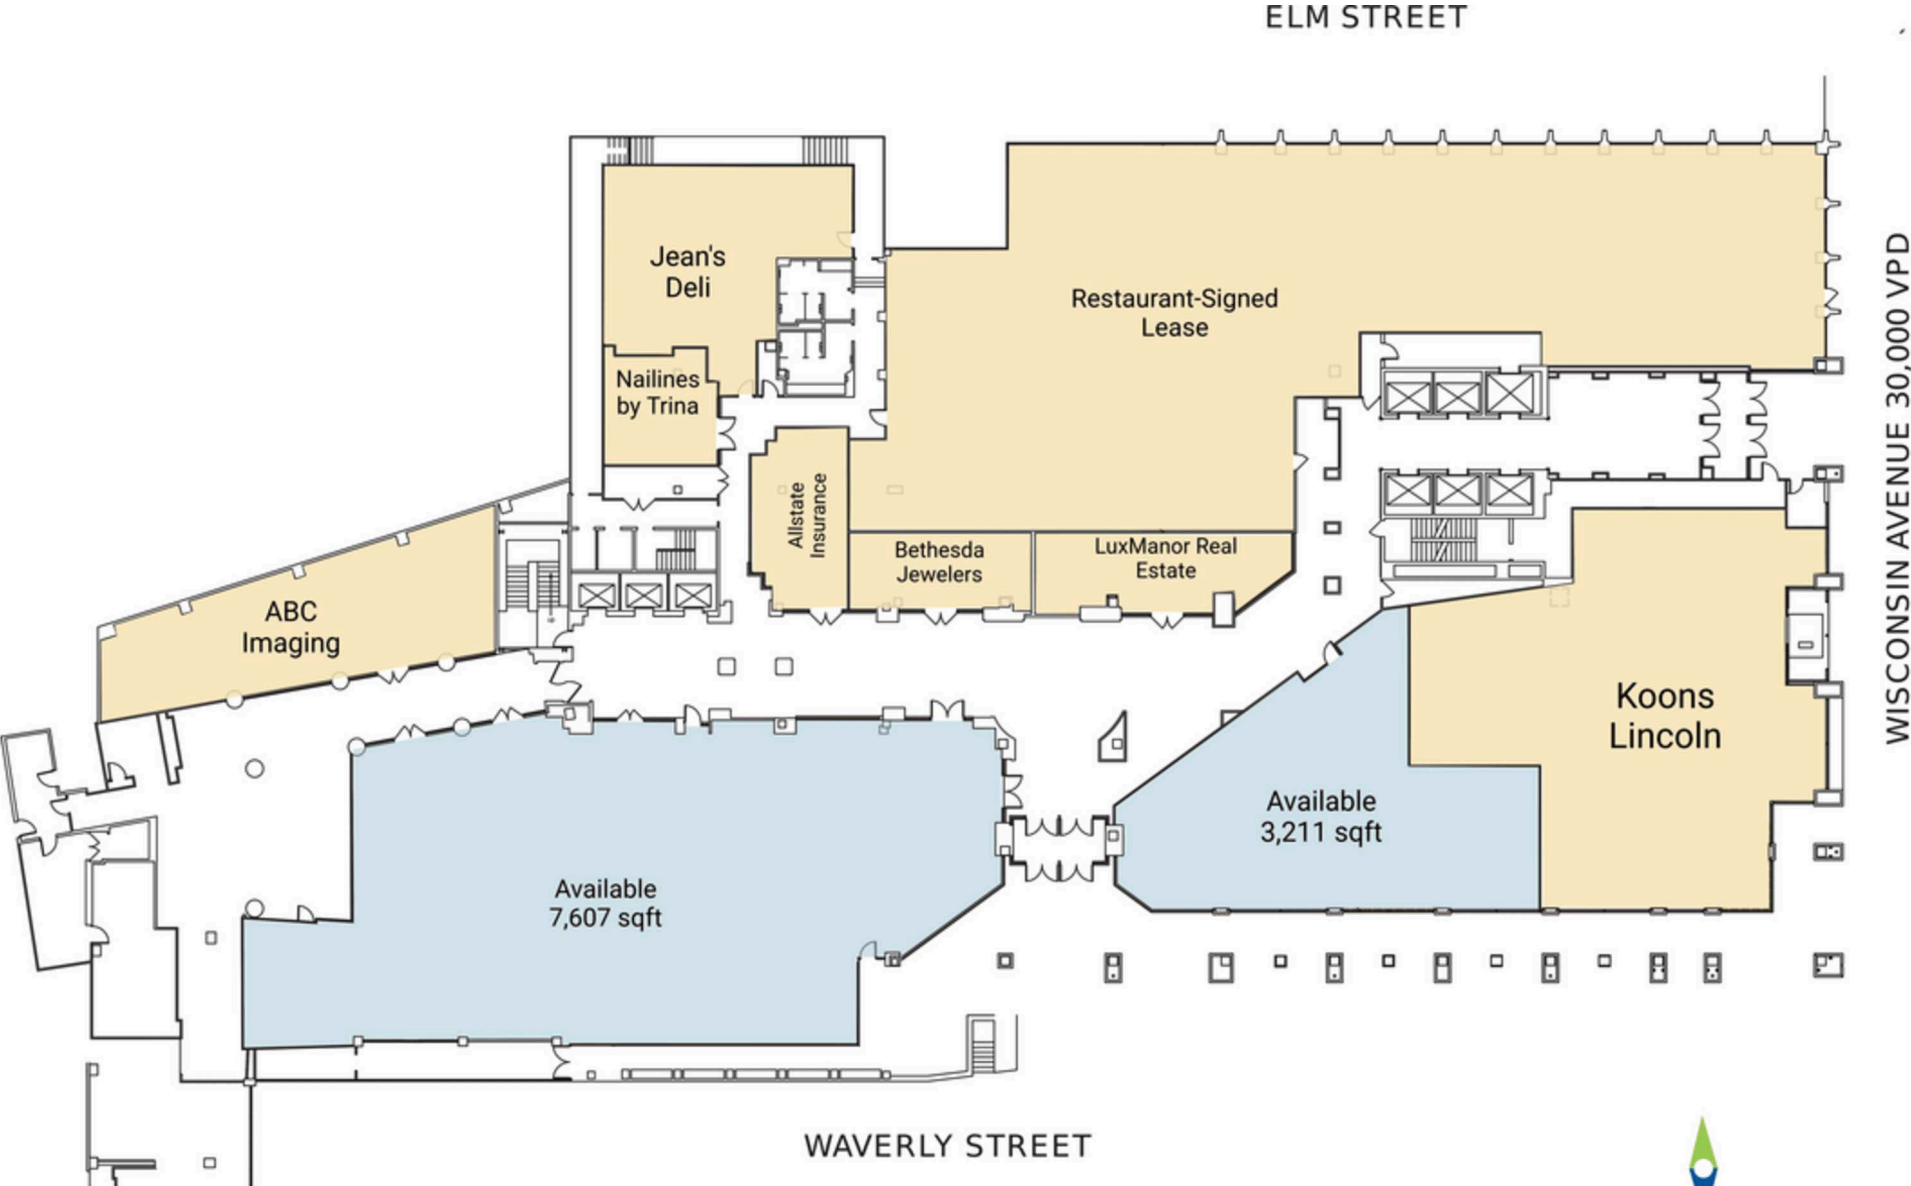 ELM STREET
Jean's
Deli
Restaurant-Signed
Lease
Nailines
by Trina
Allstate
Insurance
Bethesda
Jewelers
LuxManor Real
Estate
ABC
Imaging
Koons
Lincoln
WISCONSIN AVENUE 30,000 VPD
Available
3,211 sqft
Available
7,607 sqft
WAVERLY STREET